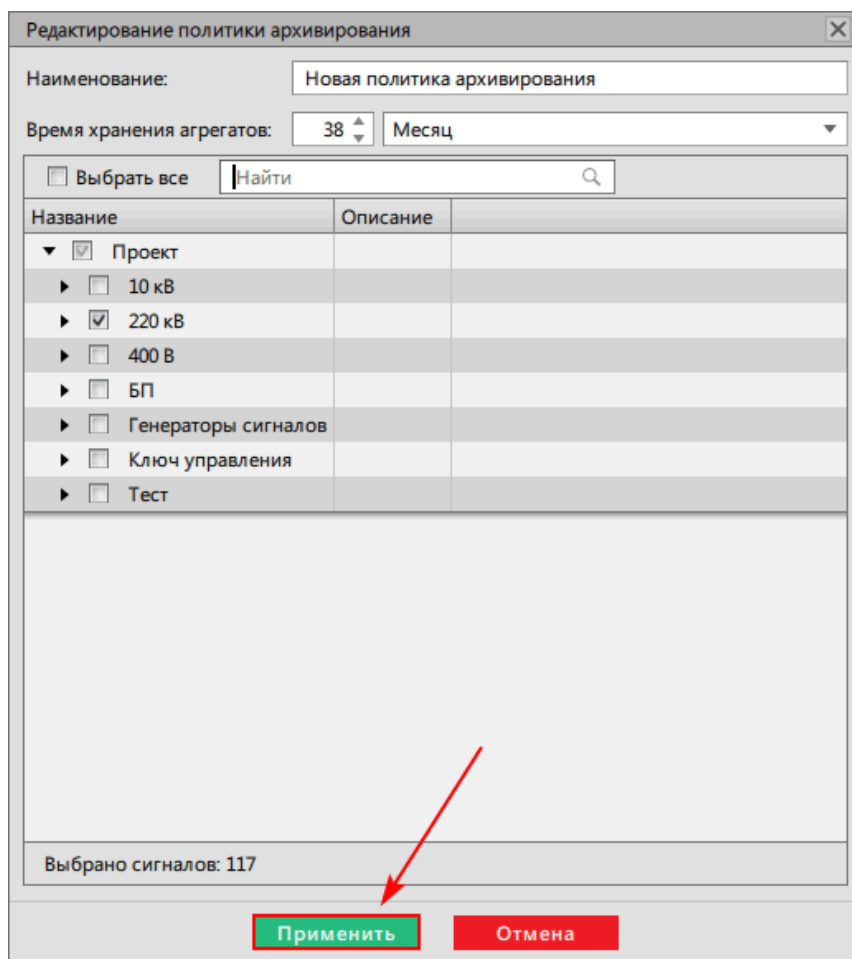 Редактирование политики архивирования
Наименование: Новая политика архивирования
Время хранения агрегатов: 38 Месяц
Выбрать все Найти
Название Описание
Проект
10 кВ
220 кВ
400 В
БП
Генераторы сигналов
Ключ управления
Тест
Выбрано сигналов: 117
Применить Отмена